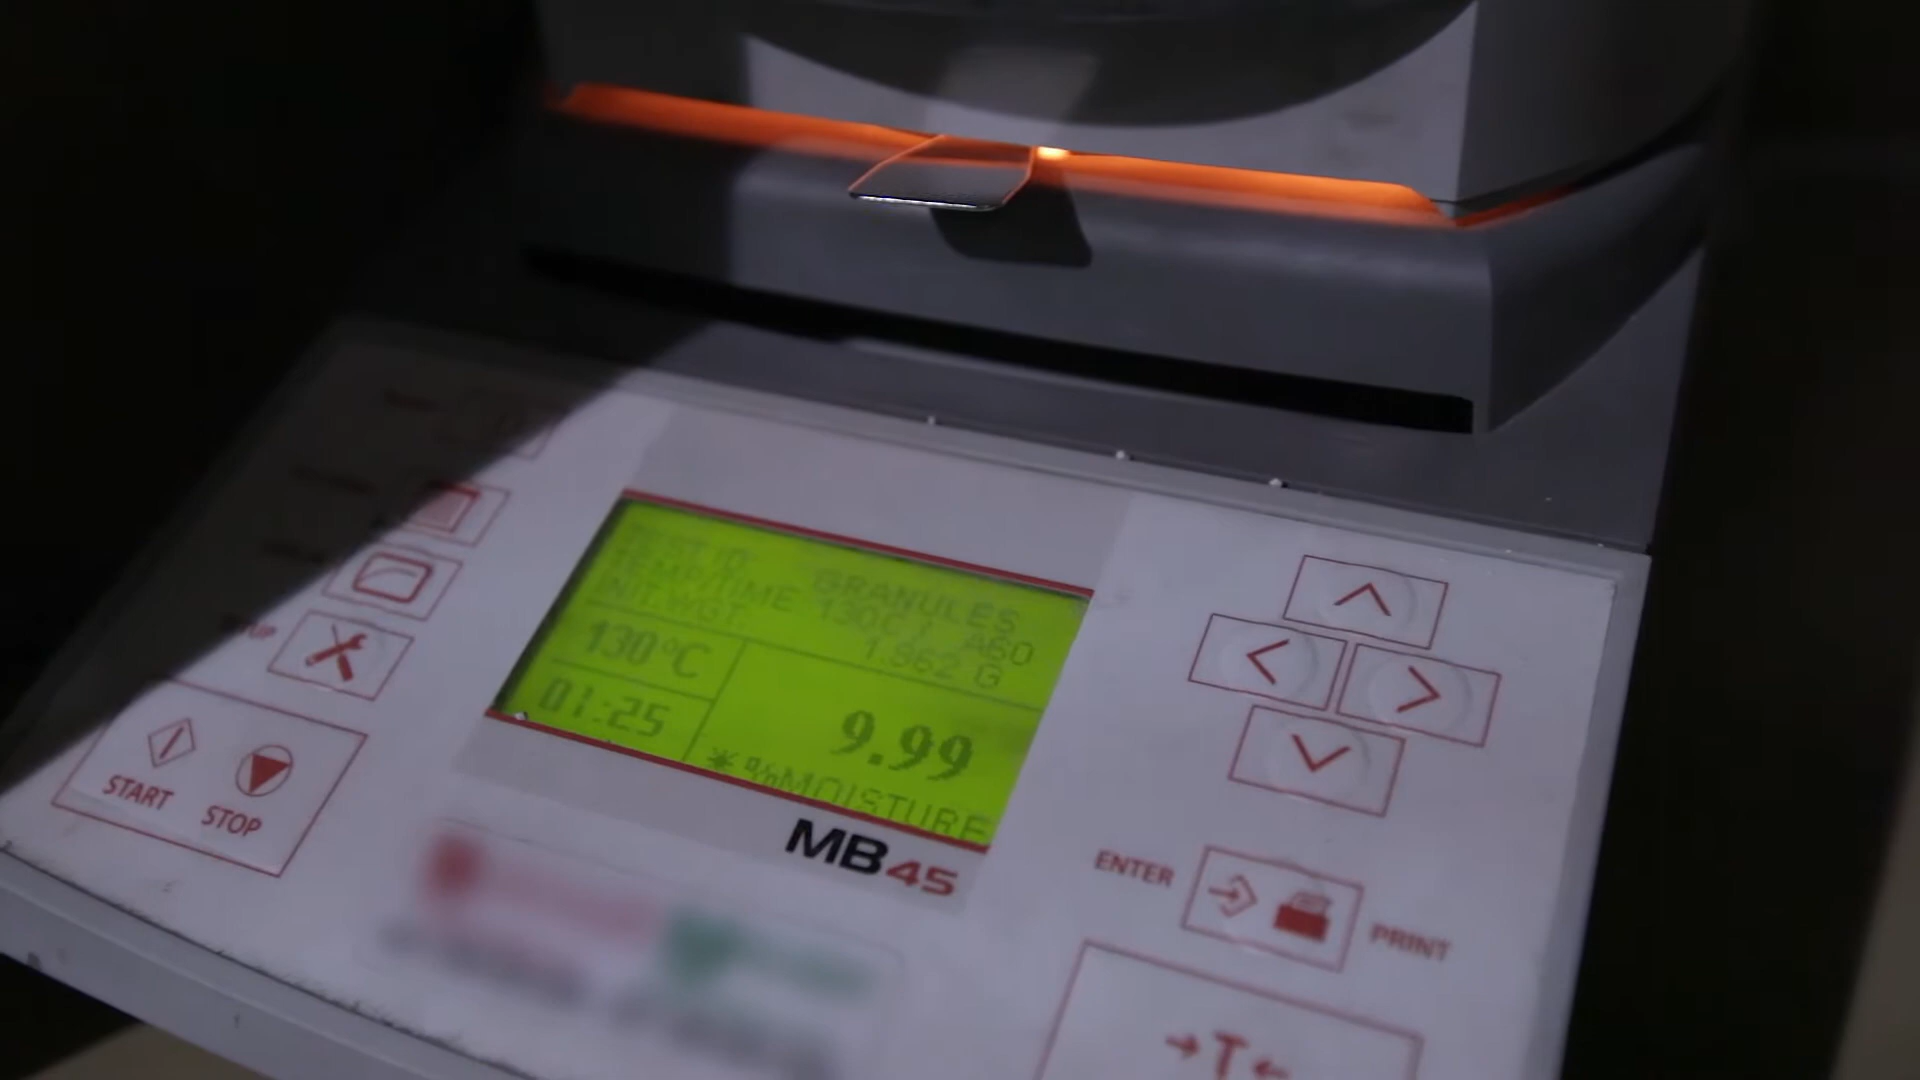 TEST ID: GRANULES
TEMP/TIME 130C / A60
INIT.WGT. 1.962 G
130°C
01:25
9.99
*%MOISTURE
MB45
START
STOP
ENTER
PRINT
→T←